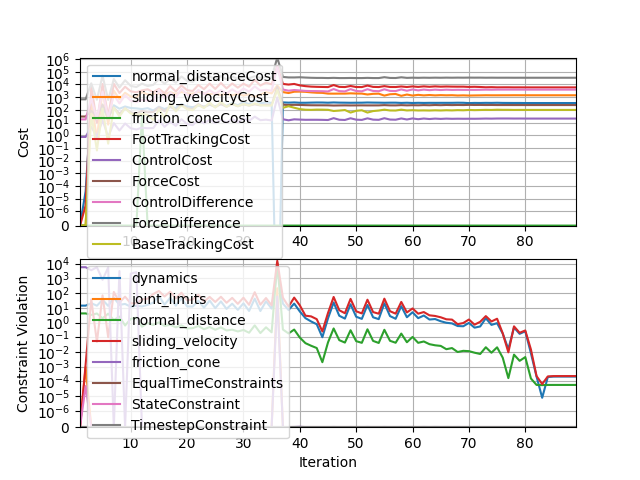 10^6
10^5
10^4
10^3
10^2
10^1
10^0
10^-1
10^-2
10^-3
10^-4
10^-5
10^-6
0
Cost
normal_distanceCost
sliding_velocityCost
friction_coneCost
FootTrackingCost
ControlCost
ForceCost
ControlDifference
ForceDifference
BaseTrackingCost
10 20 30 40 50 60 70 80
10^4
10^3
10^2
10^1
10^0
10^-1
10^-2
10^-3
10^-4
10^-5
10^-6
0
Constraint Violation
dynamics
joint_limits
normal_distance
sliding_velocity
friction_cone
EqualTimeConstraints
StateConstraint
TimestepConstraint
10 20 30 40 50 60 70 80
Iteration